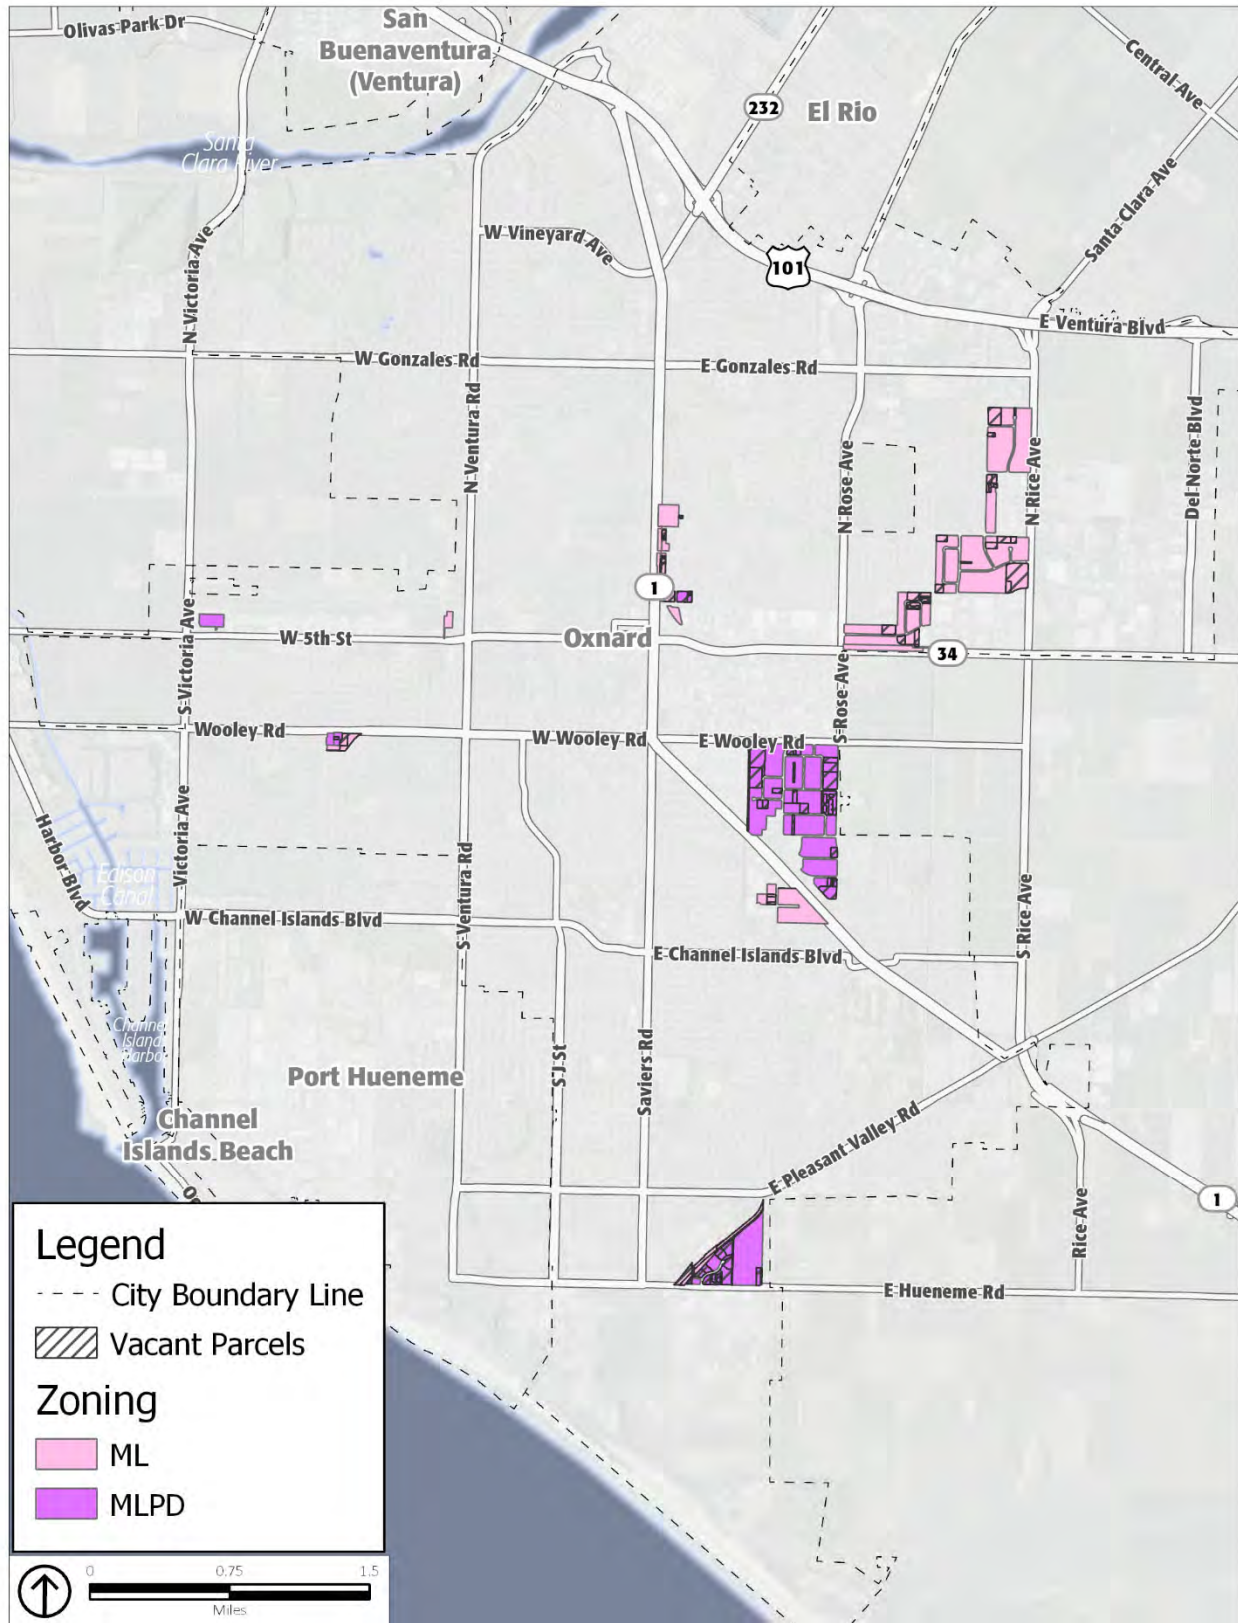 Olivas Park Dr
San
Buenaventura
(Ventura)
232
El Rio
Central Ave
Santa
Clara River
Santa Clara Ave
N Victoria Ave
W Vineyard Ave
101
E Ventura Blvd
W Gonzales Rd
E Gonzales Rd
N Ventura Rd
N Rose Ave
N Rice Ave
Del Norte Blvd
1
S Victoria Ave
W 5th St
Oxnard
34
S Rose Ave
Wooley Rd
W Wooley Rd
E Wooley Rd
Harbor Blvd
Victoria Ave
Edison
Canal
S Ventura Rd
S Rice Ave
W Channel Islands Blvd
E Channel Islands Blvd
Channe
Island
Harbo
Port Hueneme
S J St
Saviers Rd
Channel
Islands Beach
E Pleasant Valley Rd
Rice Ave
1
E Hueneme Rd
Legend
City Boundary Line
Vacant Parcels
Zoning
ML
MLPD
0 0.75 1.5
Miles